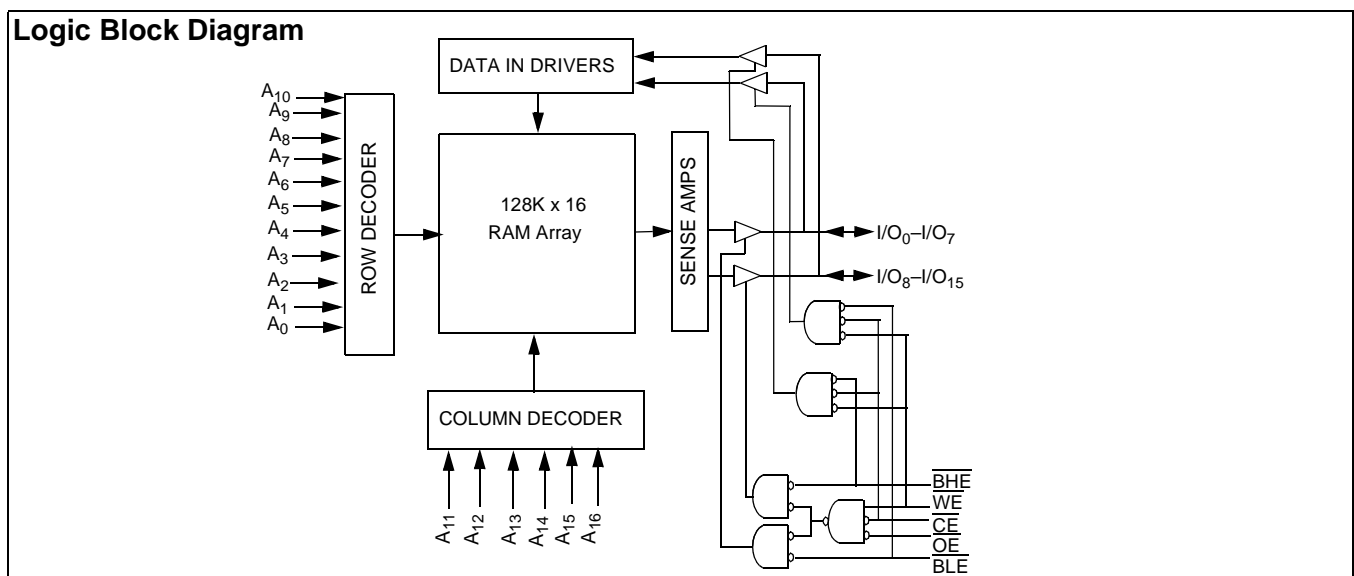 Logic Block Diagram
DATA IN DRIVERS
A10
A9
A8
A7
A6
A5
A4
A3
A2
A1
A0
ROW DECODER
128K x 16
RAM Array
SENSE AMPS
I/O0–I/O7
I/O8–I/O15
COLUMN DECODER
A11
A12
A13
A14
A15
A16
BHE
WE
CE
OE
BLE